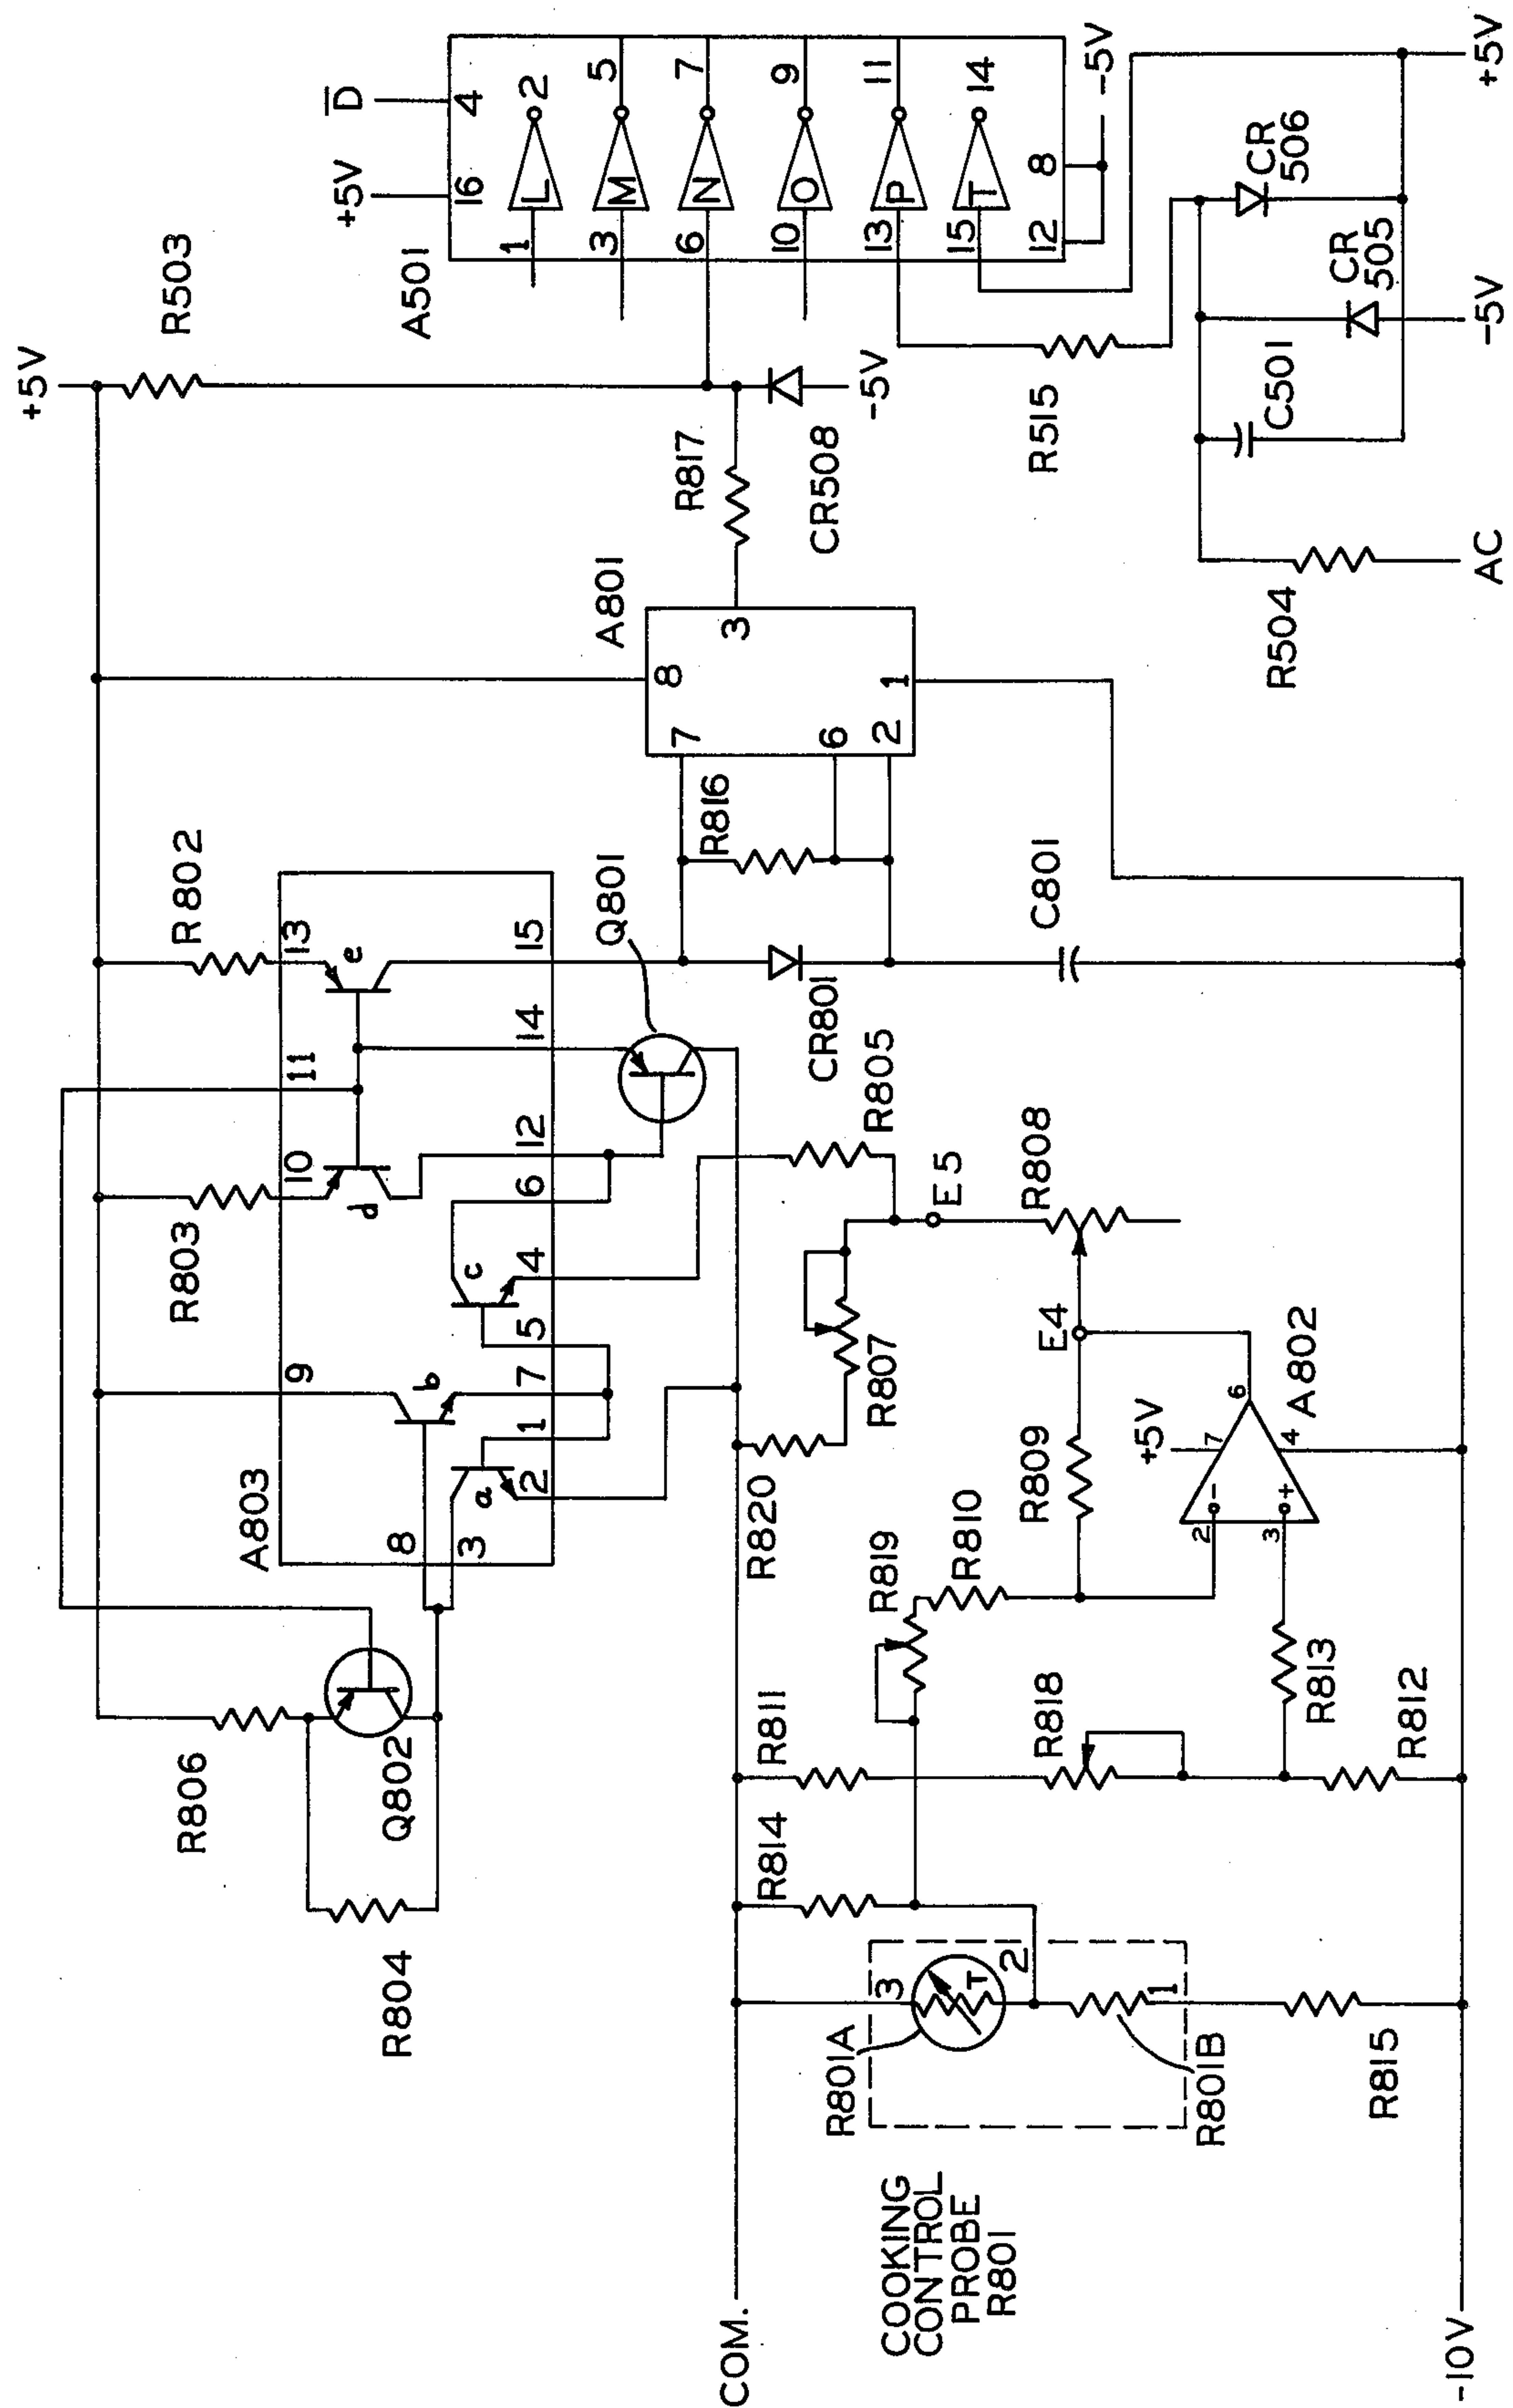 +5V
R503
+5V
D
16
4
A501
1
L
2
3
M
5
6
N
7
10
O
9
13
P
11
15
T
14
12
8
-5V
R817
CR508
-5V
R515
CR
506
CR
505
C501
R504
AC
-5V
+5V
A801
8
3
7
6
2
1
R816
R802
Q801
C801
CR801
A803
13
e
15
14
11
12
10
d
6
R803
c
4
5
9
b
7
1
a
2
8
3
R805
E5
R808
R807
R820
E4
R809
+5V
7
6
A802
4
2
-
3
+
R810
R819
R813
R818
R811
R812
R806
Q802
R804
R814
3
T
2
1
R801A
R801B
R815
COOKING
CONTROL
PROBE
R801
COM.
-10V